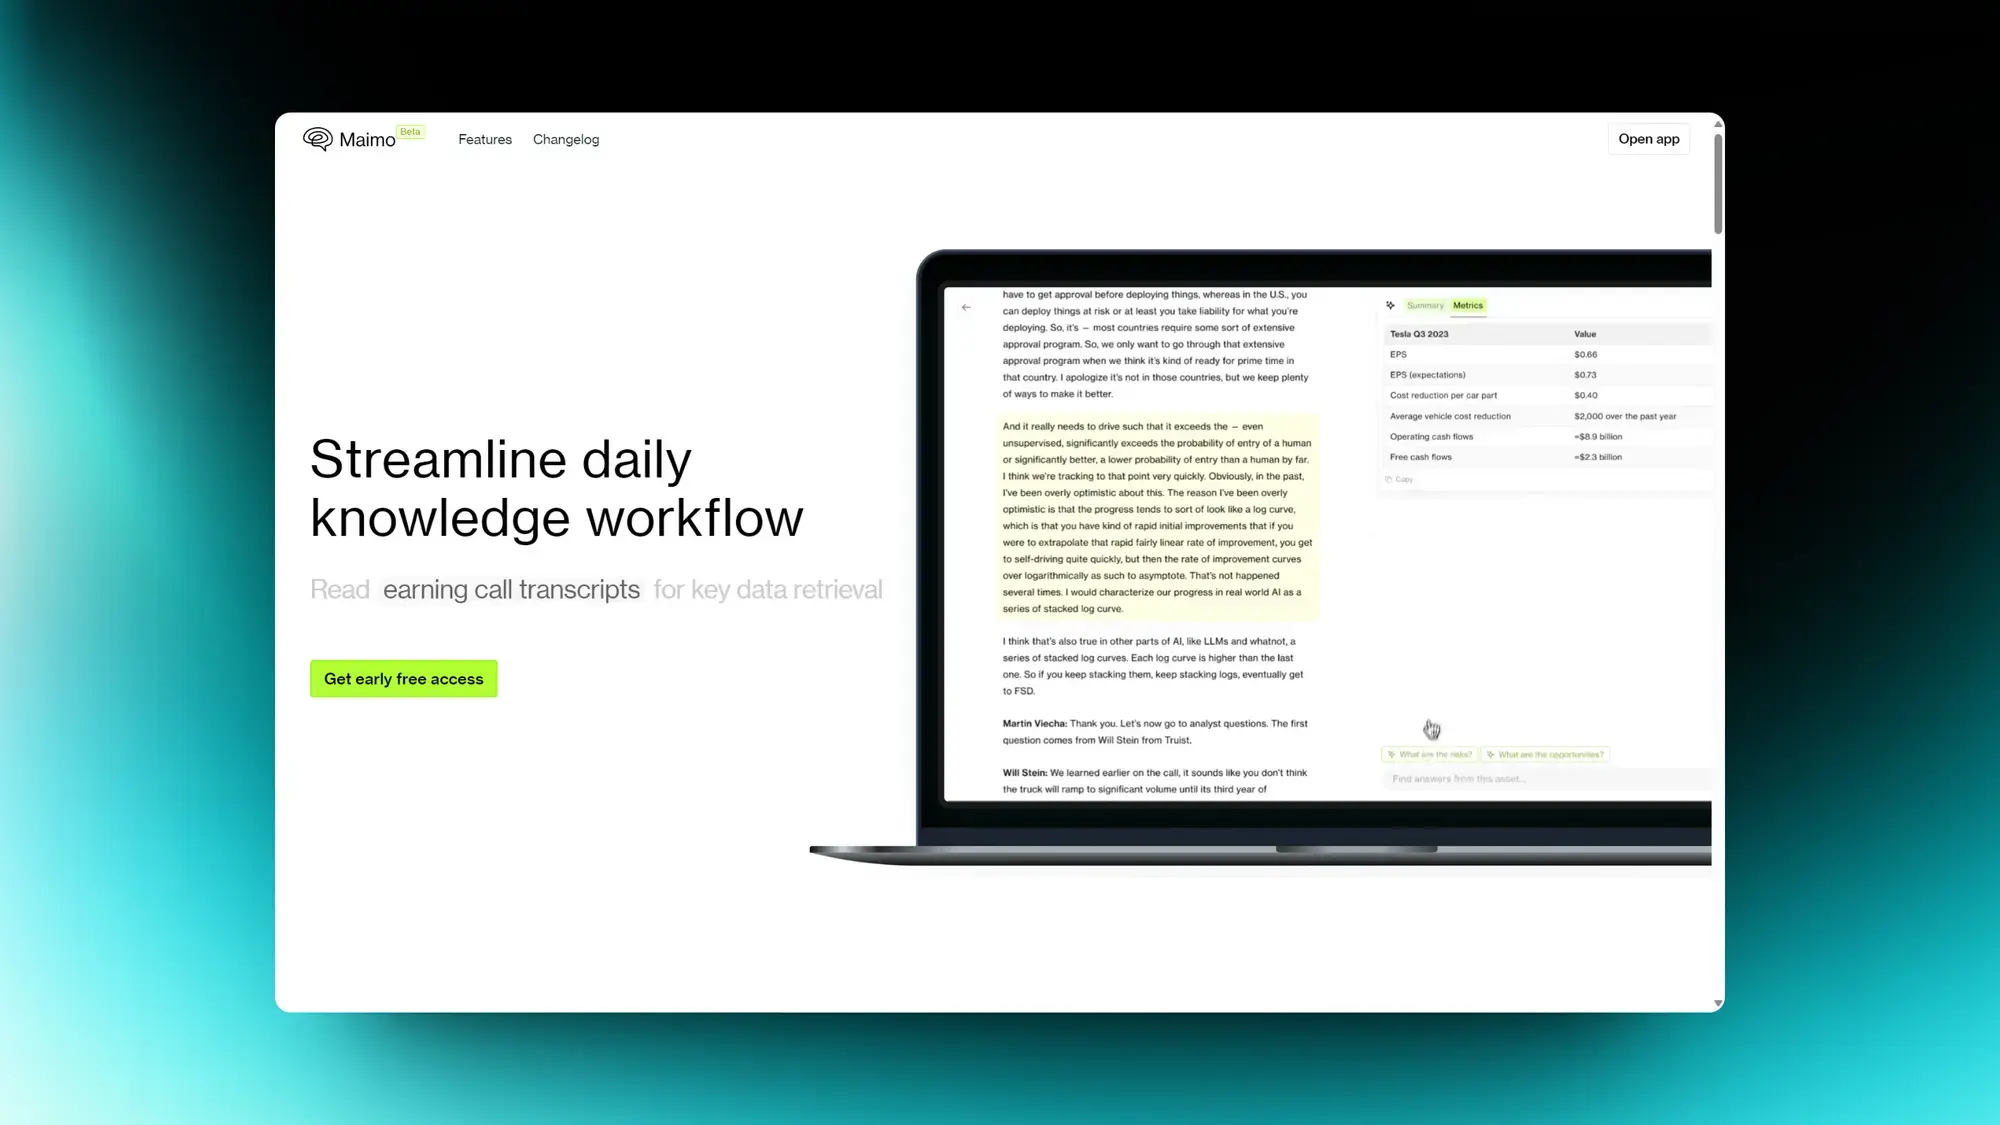 Maimo
Beta
Features
Changelog
Open app
Streamline daily
knowledge workflow
Read earning call transcripts for key data retrieval
Get early free access
have to get approval before deploying things, whereas in the U.S., you
can deploy things at risk or at least you take liability for what you're
deploying. So, it's — most countries require some sort of extensive
approval program. So, we only want to go through that extensive
approval program when we think it's kind of ready for prime time in
that country. I apologize it's not in those countries, but we keep plenty
of ways to make it better.
And it really needs to drive such that it exceeds the — even
unsupervised, significantly exceeds the probability of entry of a human
or significantly better, a lower probability of entry than a human by far.
I think we're tracking to that point very quickly. Obviously, in the past,
I've been overly optimistic about this. The reason I've been overly
optimistic is that the progress tends to sort of look like a log curve,
which is that you have kind of rapid initial improvements that if you
were to extrapolate that rapid fairly linear rate of improvement, you get
to self-driving quite quickly, but then the rate of improvement curves
over logarithmically as such to asymptote. That's not happened
several times. I would characterize our progress in real world AI as a
series of stacked log curve.
I think that's also true in other parts of AI, like LLMs and whatnot, a
series of stacked log curves. Each log curve is higher than the last
one. So if you keep stacking them, keep stacking logs, eventually get
to FSD.
Martin Viecha: Thank you. Let's now go to analyst questions. The first
question comes from Will Stein from Truist.
Will Stein: We learned earlier on the call, it sounds like you don't think
the truck will ramp to significant volume until its third year of
Summary
Metrics
Tesla Q3 2023 Value
EPS $0.66
EPS (expectations) $0.73
Cost reduction per car part $0.40
Average vehicle cost reduction $2,000 over the past year
Operating cash flows ≈$8.9 billion
Free cash flows ≈$2.3 billion
Copy
What are the risks?
What are the opportunities?
Find answers from this asset...